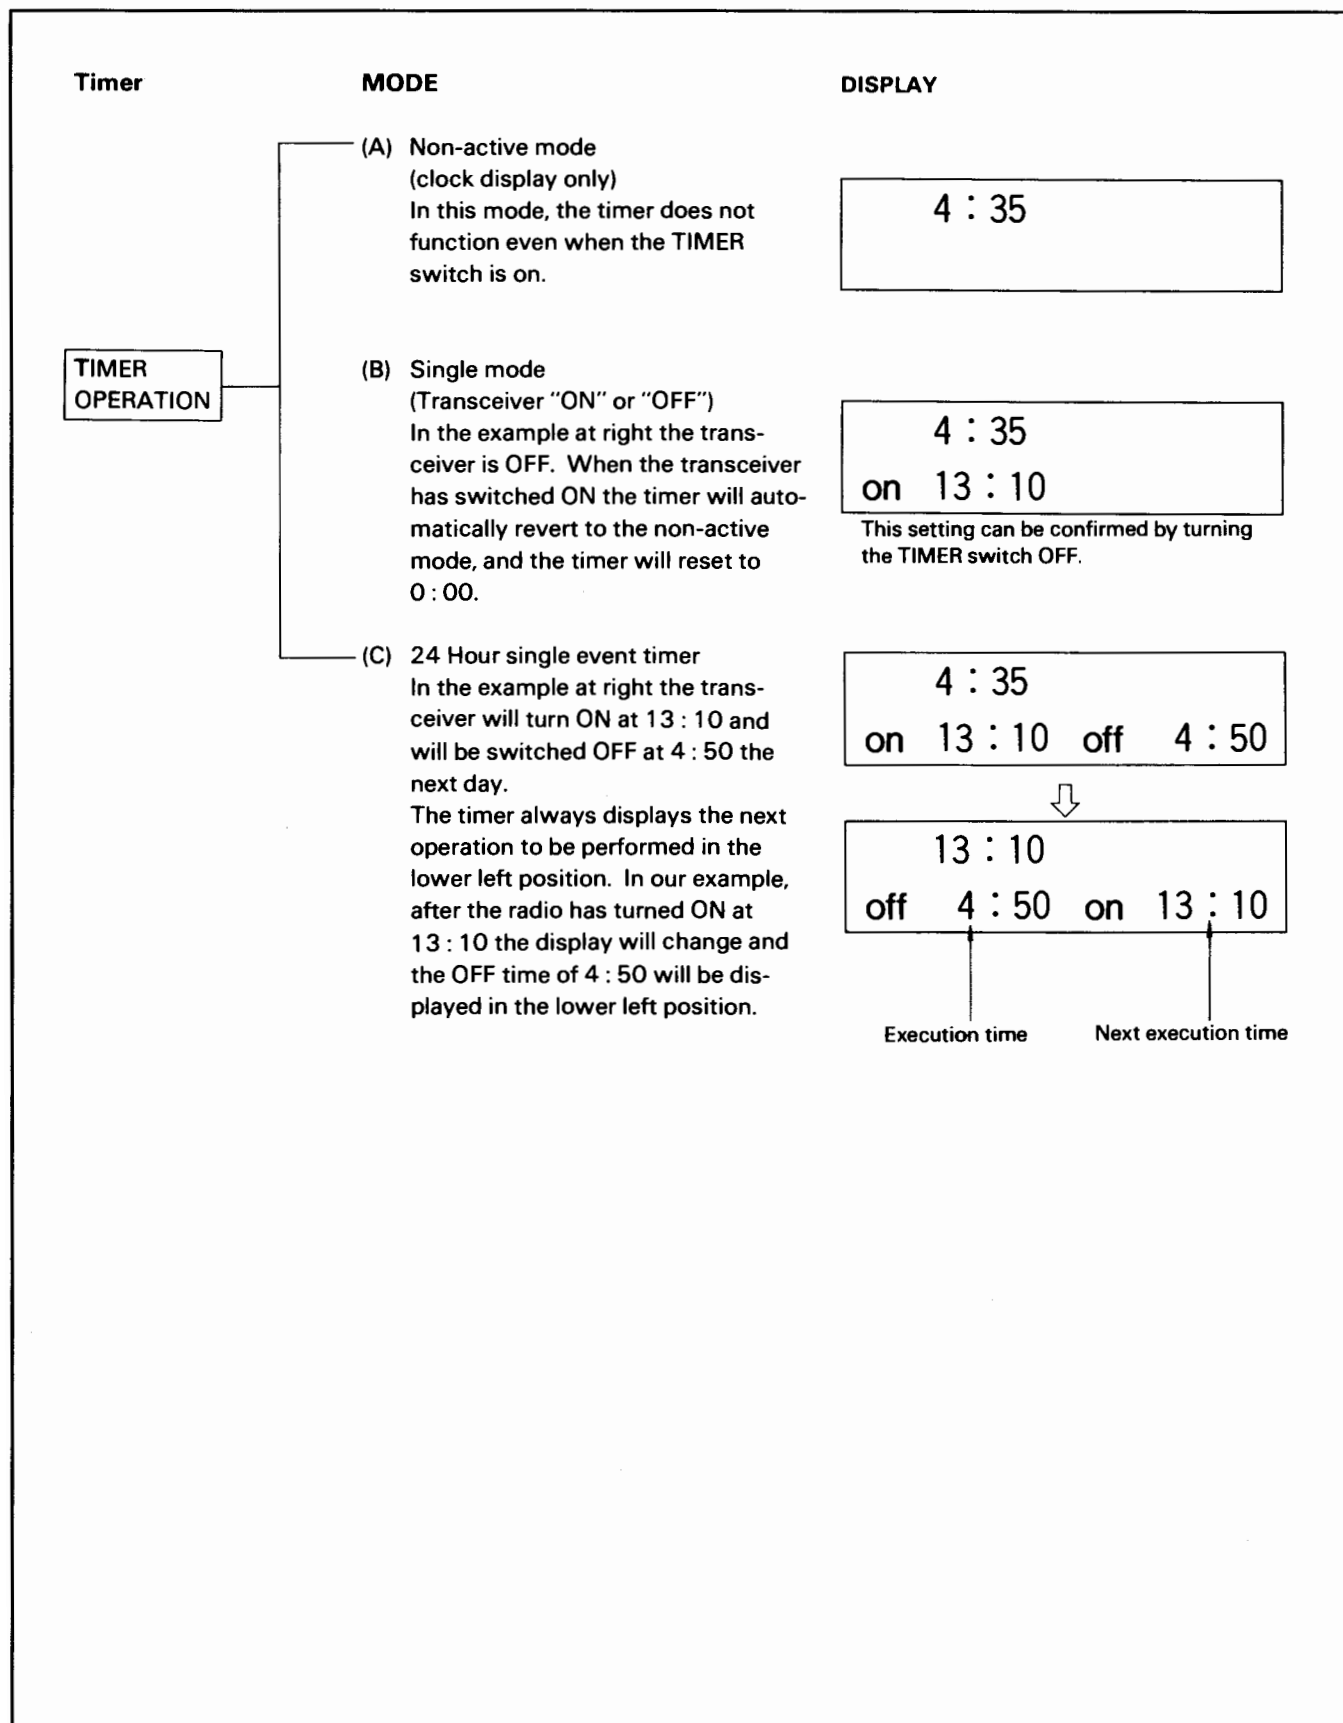 Timer
MODE
DISPLAY
TIMER
OPERATION
(A) Non-active mode
(clock display only)
In this mode, the timer does not
function even when the TIMER
switch is on.
4 : 35
(B) Single mode
(Transceiver "ON" or "OFF")
In the example at right the trans-
ceiver is OFF. When the transceiver
has switched ON the timer will auto-
matically revert to the non-active
mode, and the timer will reset to
0 : 00.
4 : 35
on 13 : 10
This setting can be confirmed by turning
the TIMER switch OFF.
(C) 24 Hour single event timer
In the example at right the trans-
ceiver will turn ON at 13 : 10 and
will be switched OFF at 4 : 50 the
next day.
The timer always displays the next
operation to be performed in the
lower left position. In our example,
after the radio has turned ON at
13 : 10 the display will change and
the OFF time of 4 : 50 will be dis-
played in the lower left position.
4 : 35
on 13 : 10 off 4 : 50
13 : 10
off 4 : 50 on 13 : 10
Execution time
Next execution time